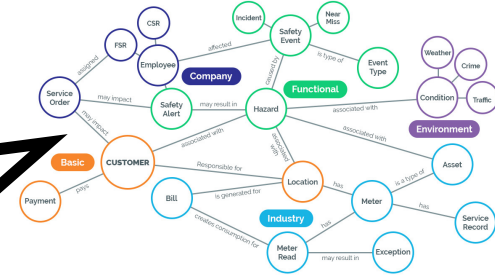 CSR
Incident
Near
Miss
FSR
Safety
Event
assigned
Employee
affected
is type of
Event
Type
Weather
Crime
Company
caused by
Functional
Service
Order
may impact
Safety
Alert
may result in
Hazard
associated with
Condition
Traffic
may impact
associated with
associated
with
associated with
Environment
Basic
CUSTOMER
Responsible for
Asset
pays
Payment
Bill
is generated for
Location
has
is a type of
Meter
has
creates consumption for
Industry
has
Service
Record
Meter
Read
may result in
Exception